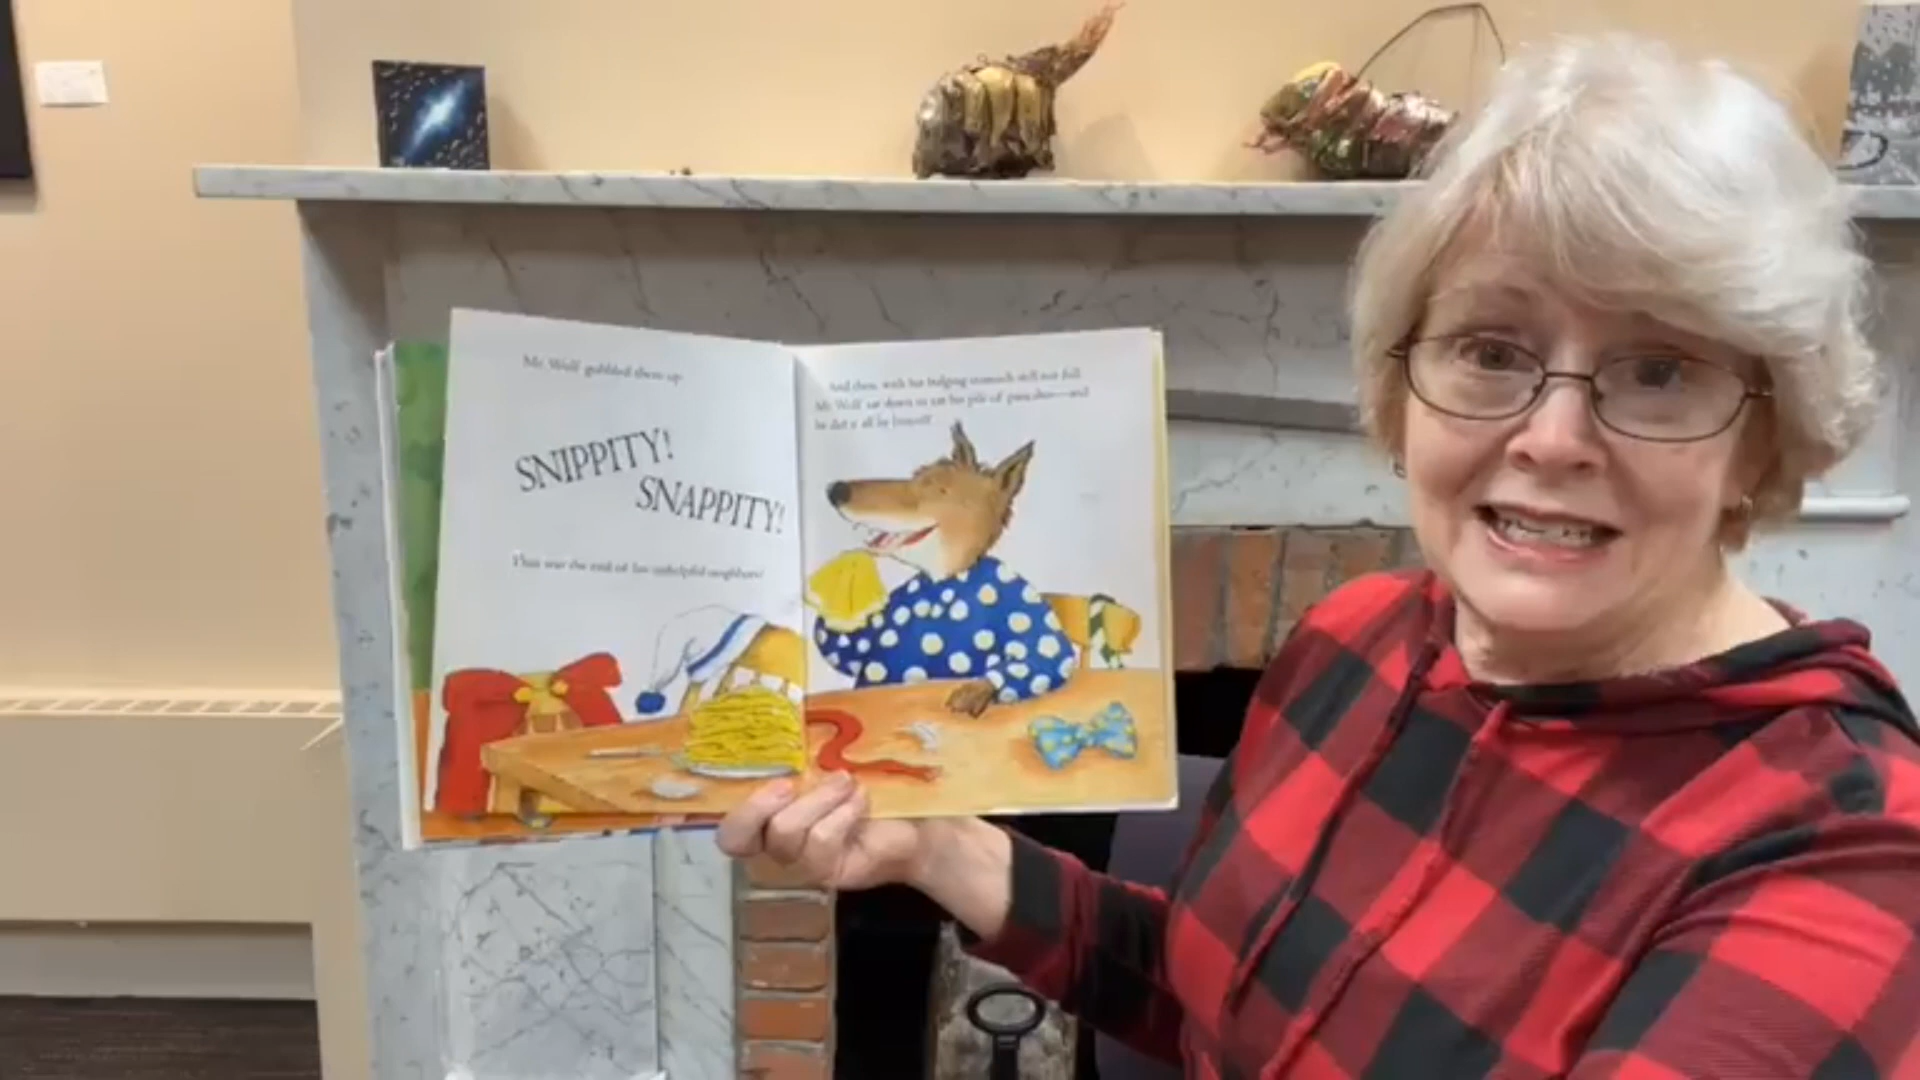 Mr. Wolf gobbled them up.
SNIPPITY!
SNAPPITY!
That was the end of his unhelpful neighbors!
And then, with his bulging stomach still not full,
Mr. Wolf sat down to eat his pile of pancakes—and
he did it all by himself.